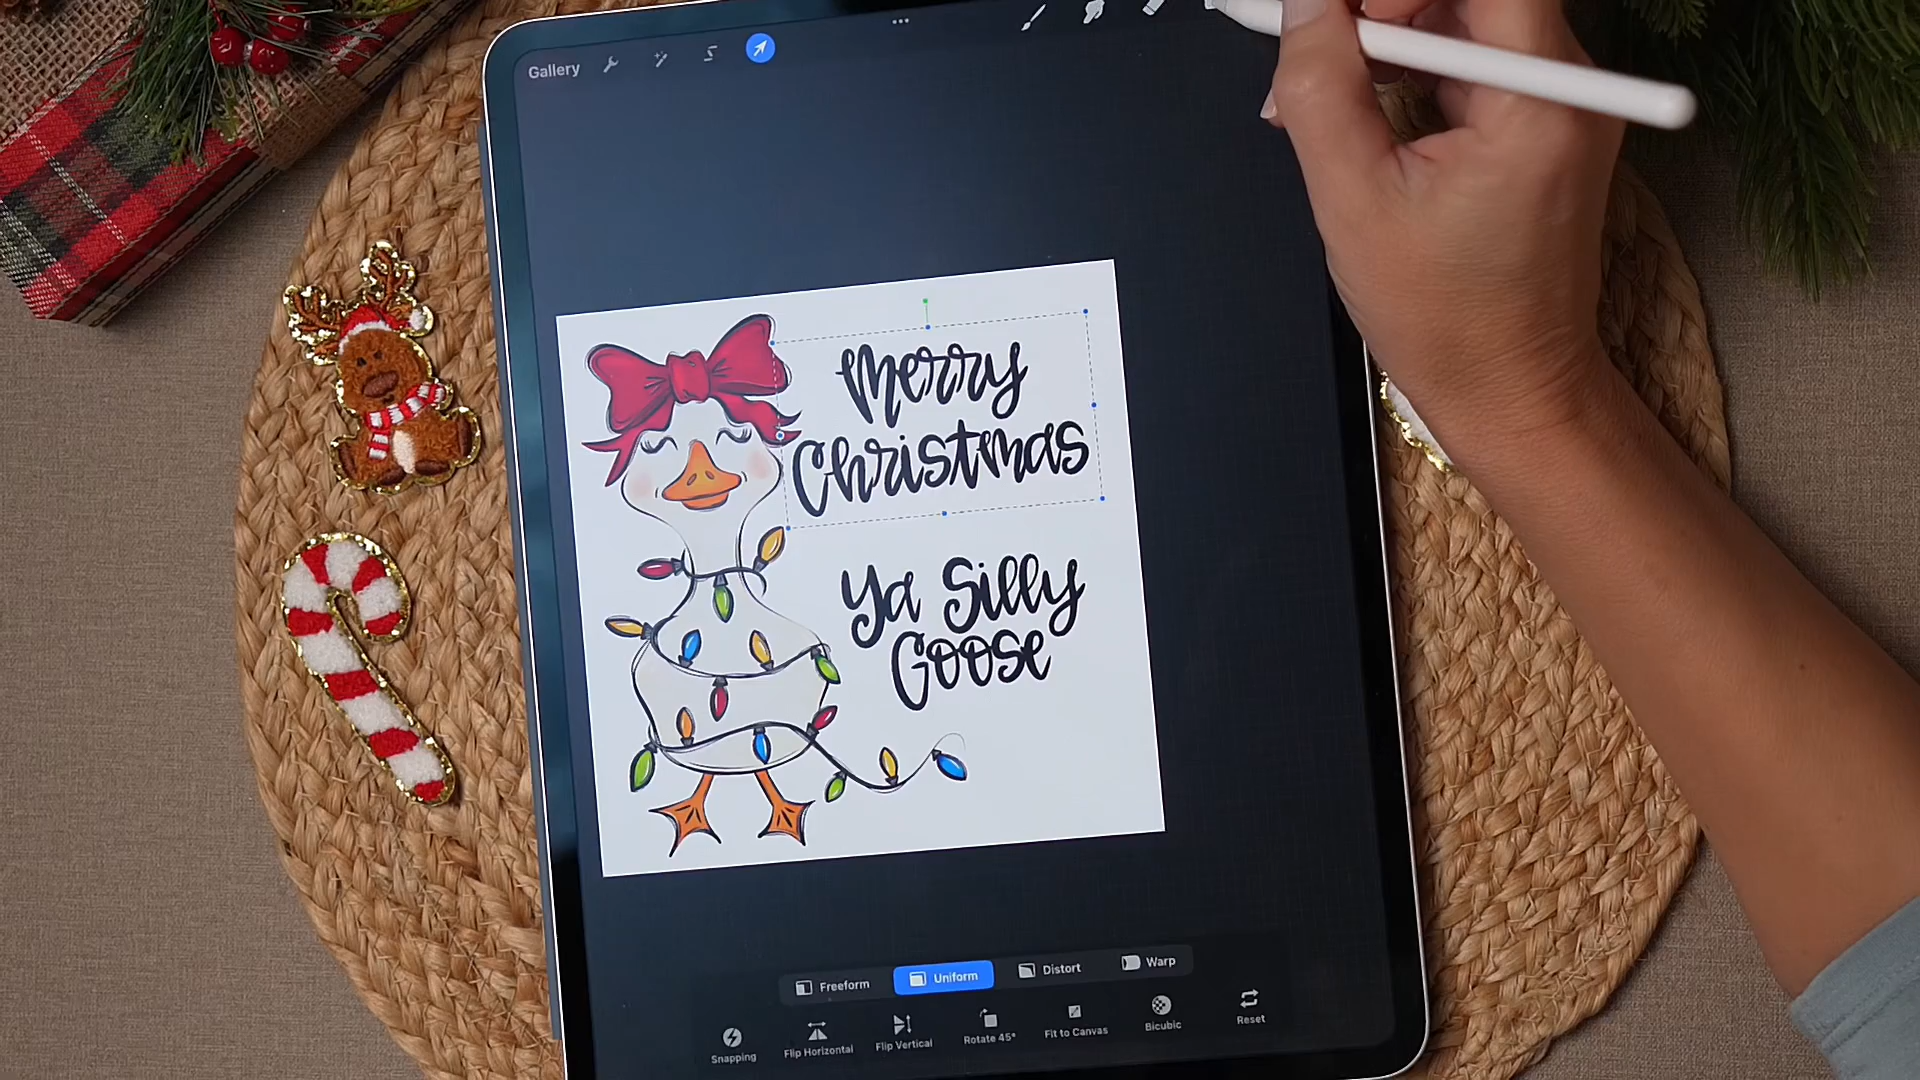 Gallery
Merry
Christmas
Ya Silly
Goose
Freeform
Uniform
Distort
Warp
Snapping
Flip Horizontal
Flip Vertical
Rotate 45°
Fit to Canvas
Bicubic
Reset